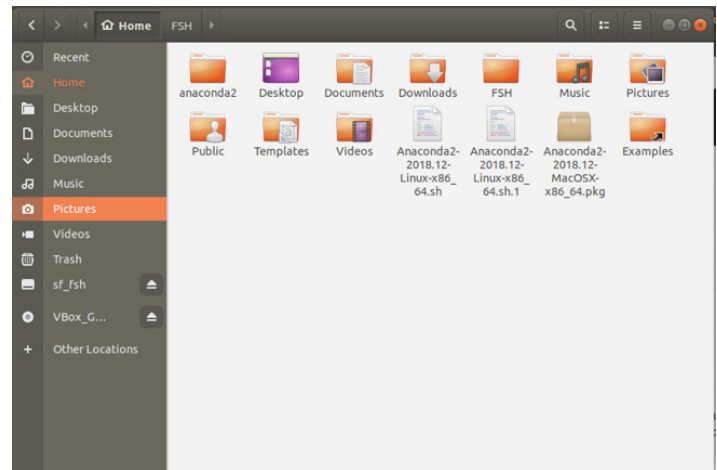 Home FSH
Recent
Home
Desktop
Documents
Downloads
Music
Pictures
Videos
Trash
sf_fsh
VBox_G...
Other Locations
anaconda2 Desktop Documents Downloads FSH Music Pictures
Public Templates Videos Anaconda2- Anaconda2- Anaconda2- Examples
2018.12- 2018.12- 2018.12-
Linux-x86_ Linux-x86_ MacOSX-
64.sh 64.sh.1 x86_64.pkg